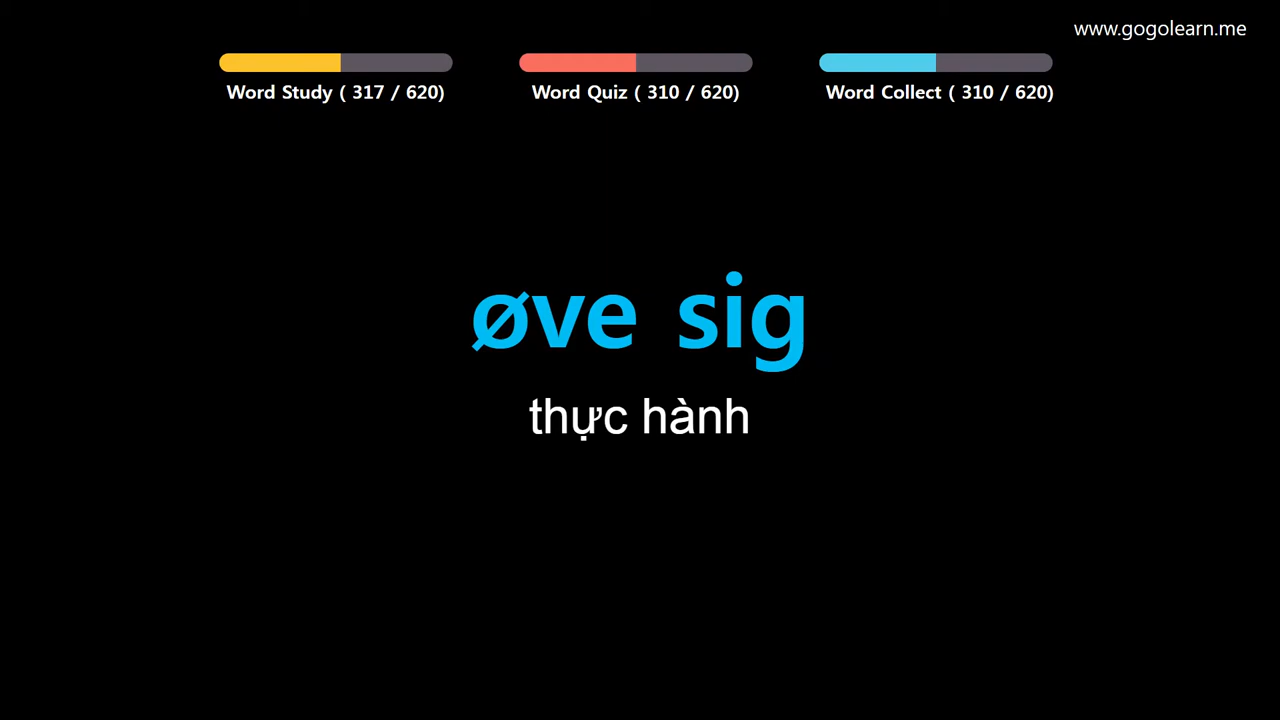 www.gogolearn.me
Word Study ( 317 / 620)
Word Quiz ( 310 / 620)
Word Collect ( 310 / 620)
øve sig
thực hành